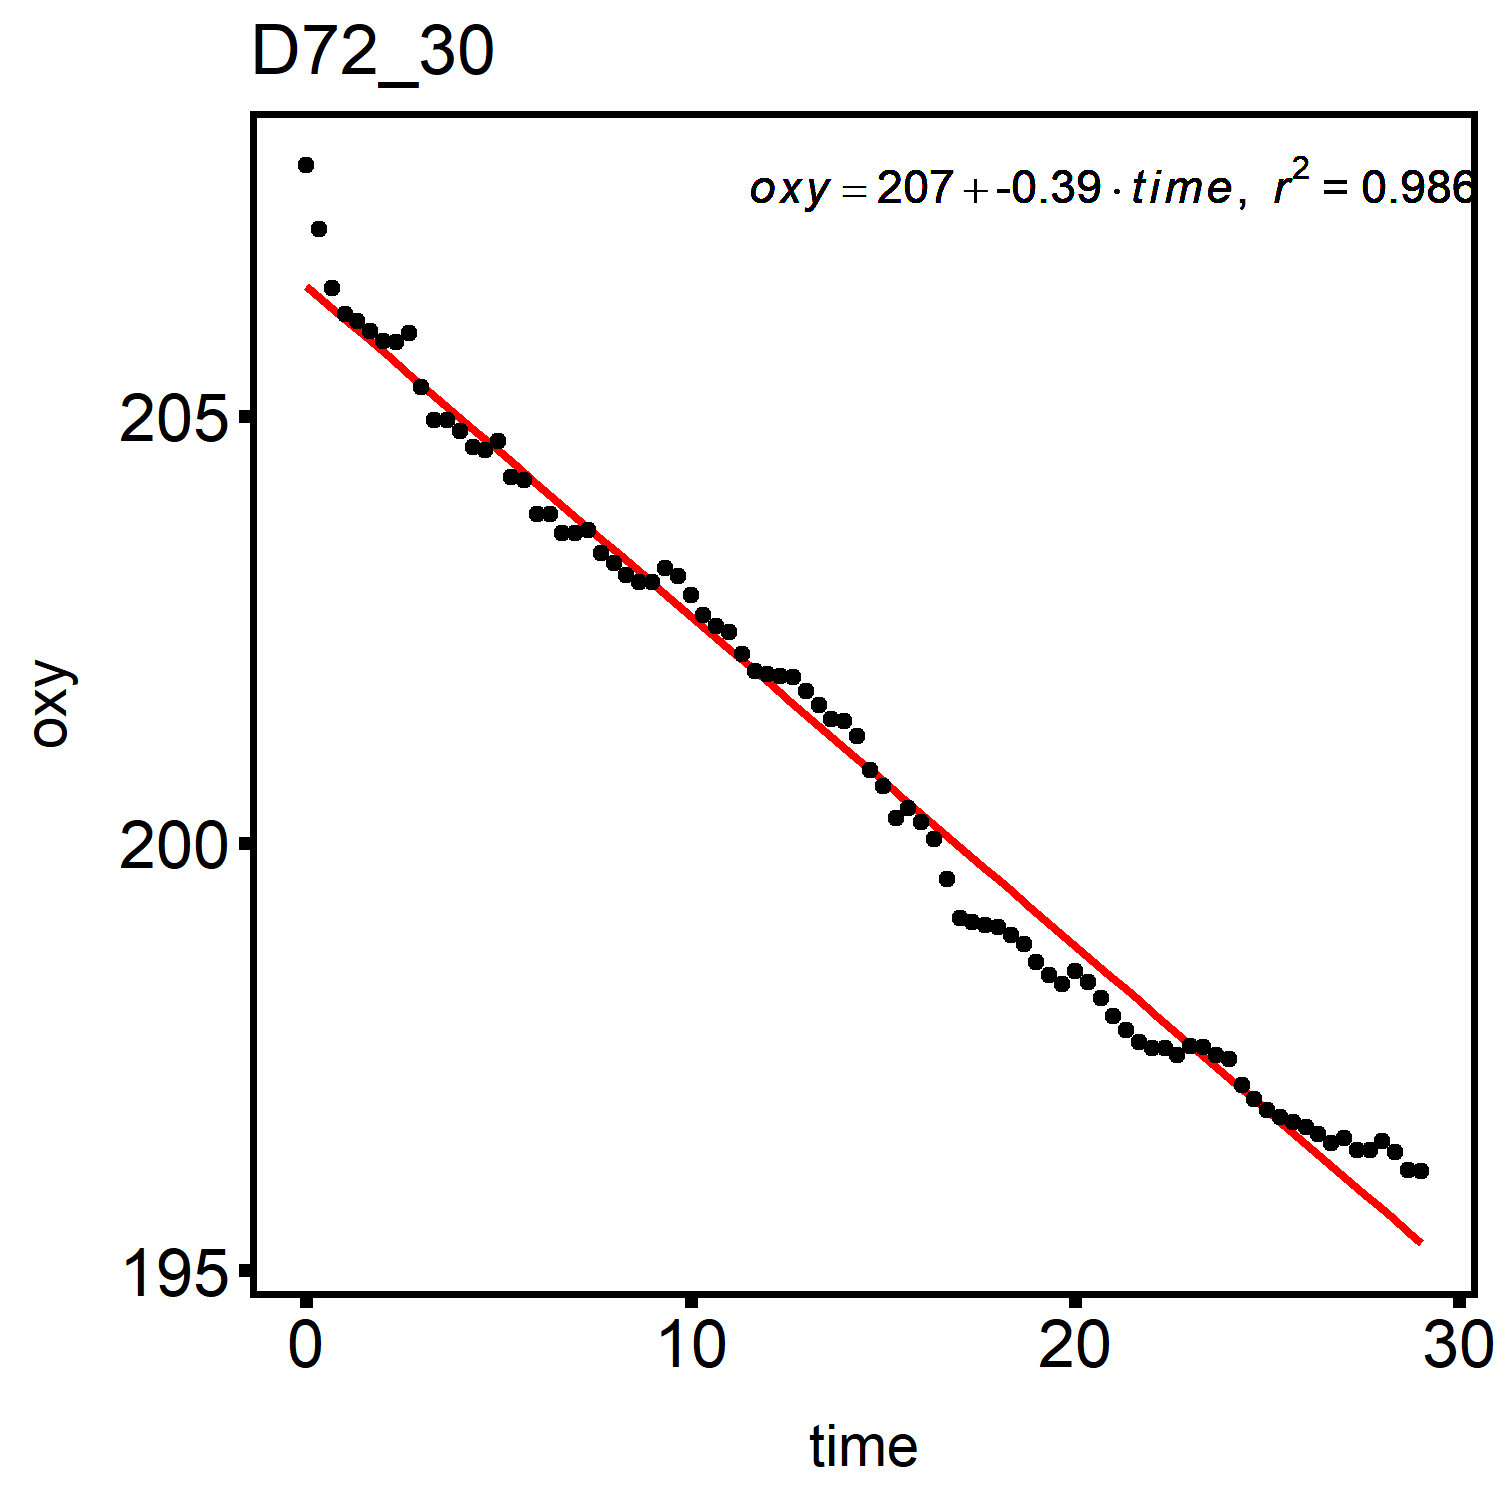 D72_30
oxy = 207 + -0.39 · time, r² = 0.986
205
200
195
oxy
0 10 20 30
time